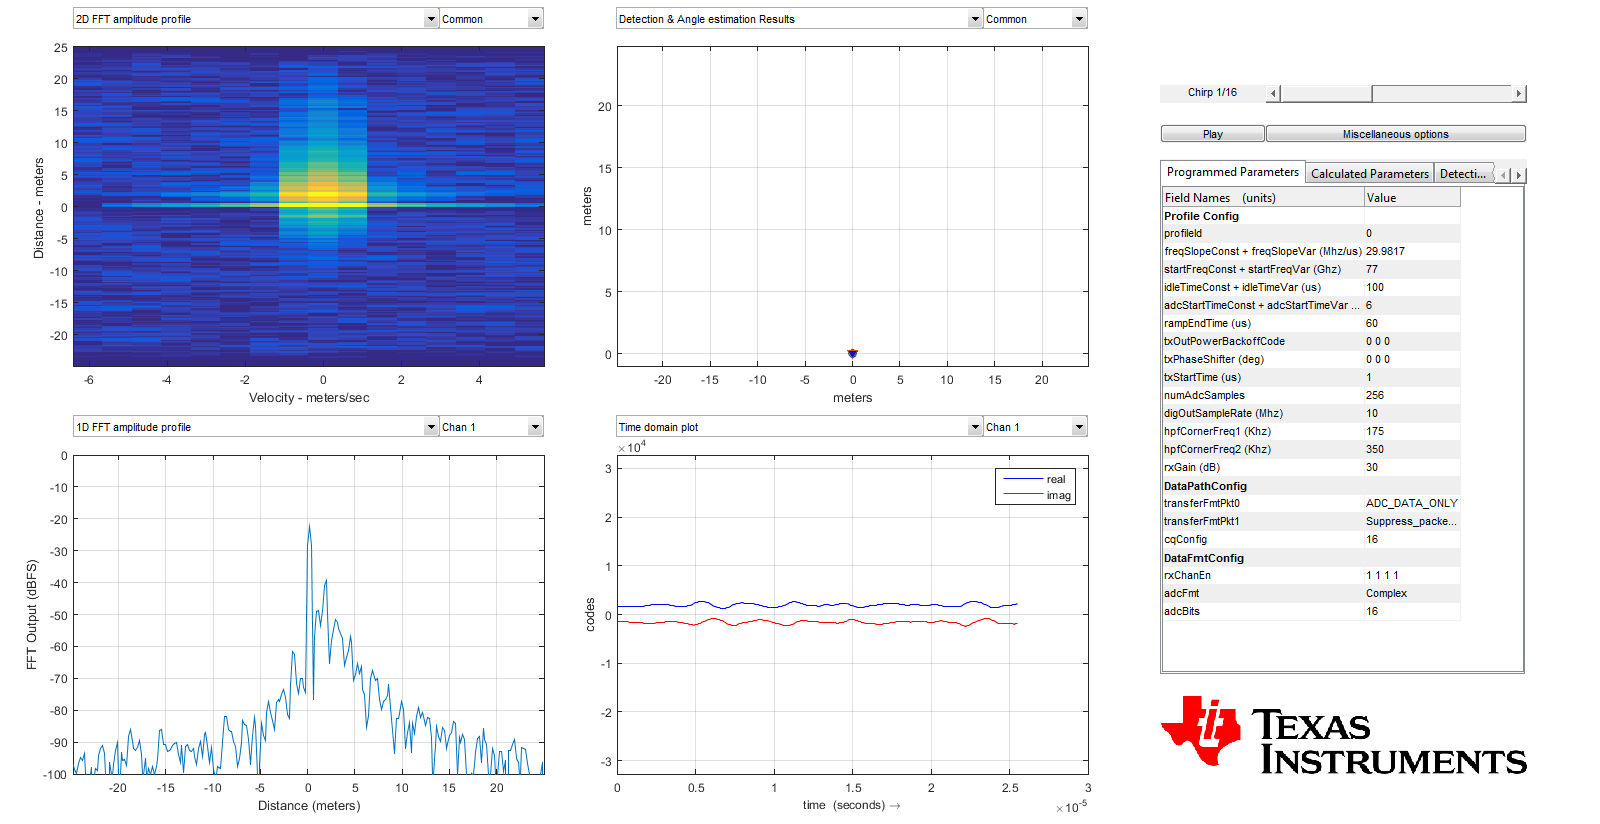 2D FFT amplitude profile
Common
25
20
15
10
5
0
-5
-10
-15
-20
Distance - meters
-6 -4 -2 0 2 4
Velocity - meters/sec
Detection & Angle estimation Results
Common
20
15
10
5
0
meters
-20 -15 -10 -5 0 5 10 15 20
meters
1D FFT amplitude profile
Chan 1
0
-10
-20
-30
-40
-50
-60
-70
-80
-90
-100
FFT Output (dBFS)
-20 -15 -10 -5 0 5 10 15 20
Distance (meters)
Time domain plot
Chan 1
×10^4
3
2
1
0
-1
-2
-3
codes
real
imag
0 0.5 1 1.5 2 2.5 3
time (seconds) →
×10^-5
Chirp 1/16
Play
Miscellaneous options
Programmed Parameters
Calculated Parameters
Detecti...
Field Names (units) Value
Profile Config
profileId 0
freqSlopeConst + freqSlopeVar (Mhz/us) 29.9817
startFreqConst + startFreqVar (Ghz) 77
idleTimeConst + idleTimeVar (us) 100
adcStartTimeConst + adcStartTimeVar ... 6
rampEndTime (us) 60
txOutPowerBackoffCode 0 0 0
txPhaseShifter (deg) 0 0 0
txStartTime (us) 1
numAdcSamples 256
digOutSampleRate (Mhz) 10
hpfCornerFreq1 (Khz) 175
hpfCornerFreq2 (Khz) 350
rxGain (dB) 30
DataPathConfig
transferFmtPkt0 ADC_DATA_ONLY
transferFmtPkt1 Suppress_packe...
cqConfig 16
DataFmtConfig
rxChanEn 1 1 1 1
adcFmt Complex
adcBits 16
TEXAS
INSTRUMENTS